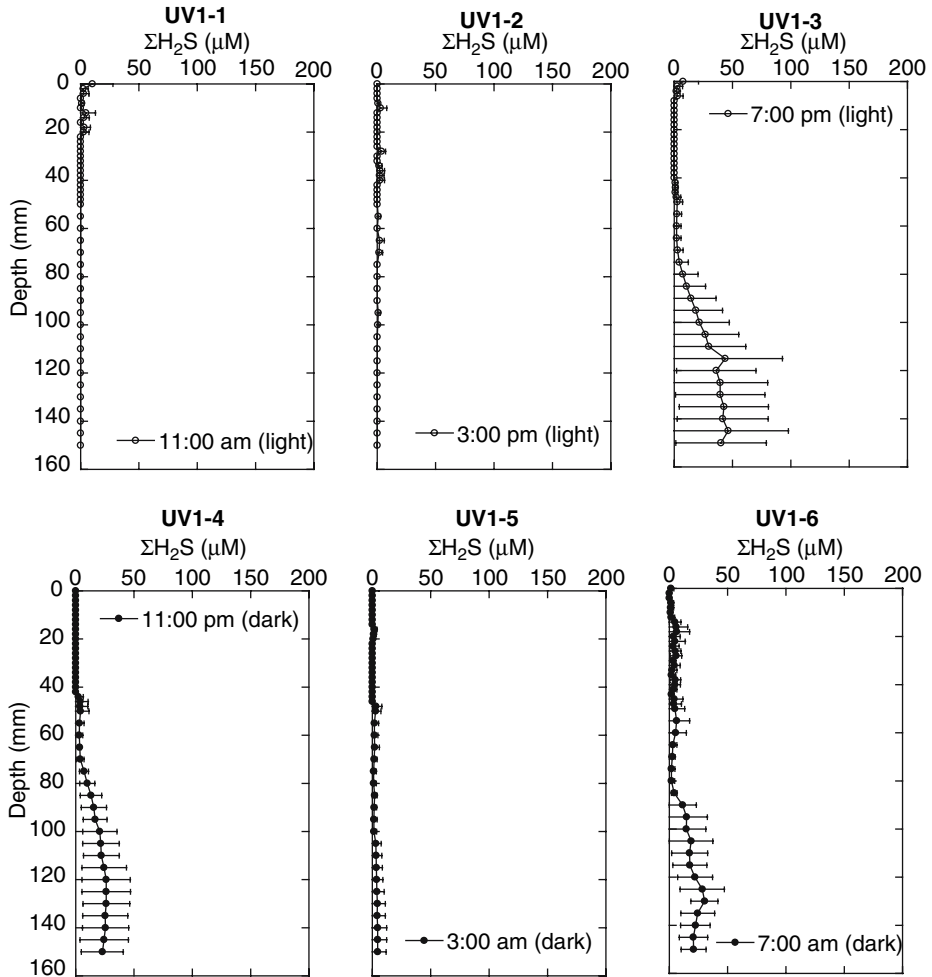 UV1-1
ΣH₂S (μM)
0 50 100 150 200
UV1-2
ΣH₂S (μM)
0 50 100 150 200
UV1-3
ΣH₂S (μM)
0 50 100 150 200
0
20
40
60
80
100
120
140
160
Depth (mm)
11:00 am (light)
3:00 pm (light)
7:00 pm (light)
UV1-4
ΣH₂S (μM)
0 50 100 150 200
UV1-5
ΣH₂S (μM)
0 50 100 150 200
UV1-6
ΣH₂S (μM)
0 50 100 150 200
0
20
40
60
80
100
120
140
160
Depth (mm)
11:00 pm (dark)
3:00 am (dark)
7:00 am (dark)